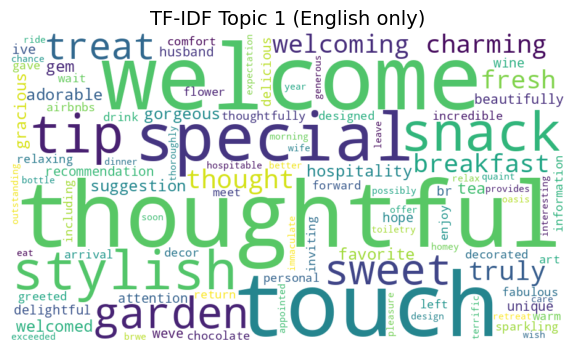 TF-IDF Topic 1 (English only)
ride comfort expectation delicious generous wine
chance ive treat husband welcome welcoming charming
gracious gem gave wait flower year fresh
adorable airbnbs drink gorgeous thoughtfully designed incredible beautifully
tip special snack
relaxing thoroughly morning wife leave breakfast
recommendation dinner hospitable better hospitality relax quaint
outstanding bottle suggestion thought forward possibly br tea provides interesting information
including meet offer hope enjoy oasis
thoughtful
soon toiletry homey
eat arrival decor immaculate inviting favorite decorated art
stylish personal sweet truly
greeted attention return touch left fabulous
delightful garden appointed pleasure design terrific unique care warm
welcomed weve chocolate retreat sparkling
exceeded brwe wish